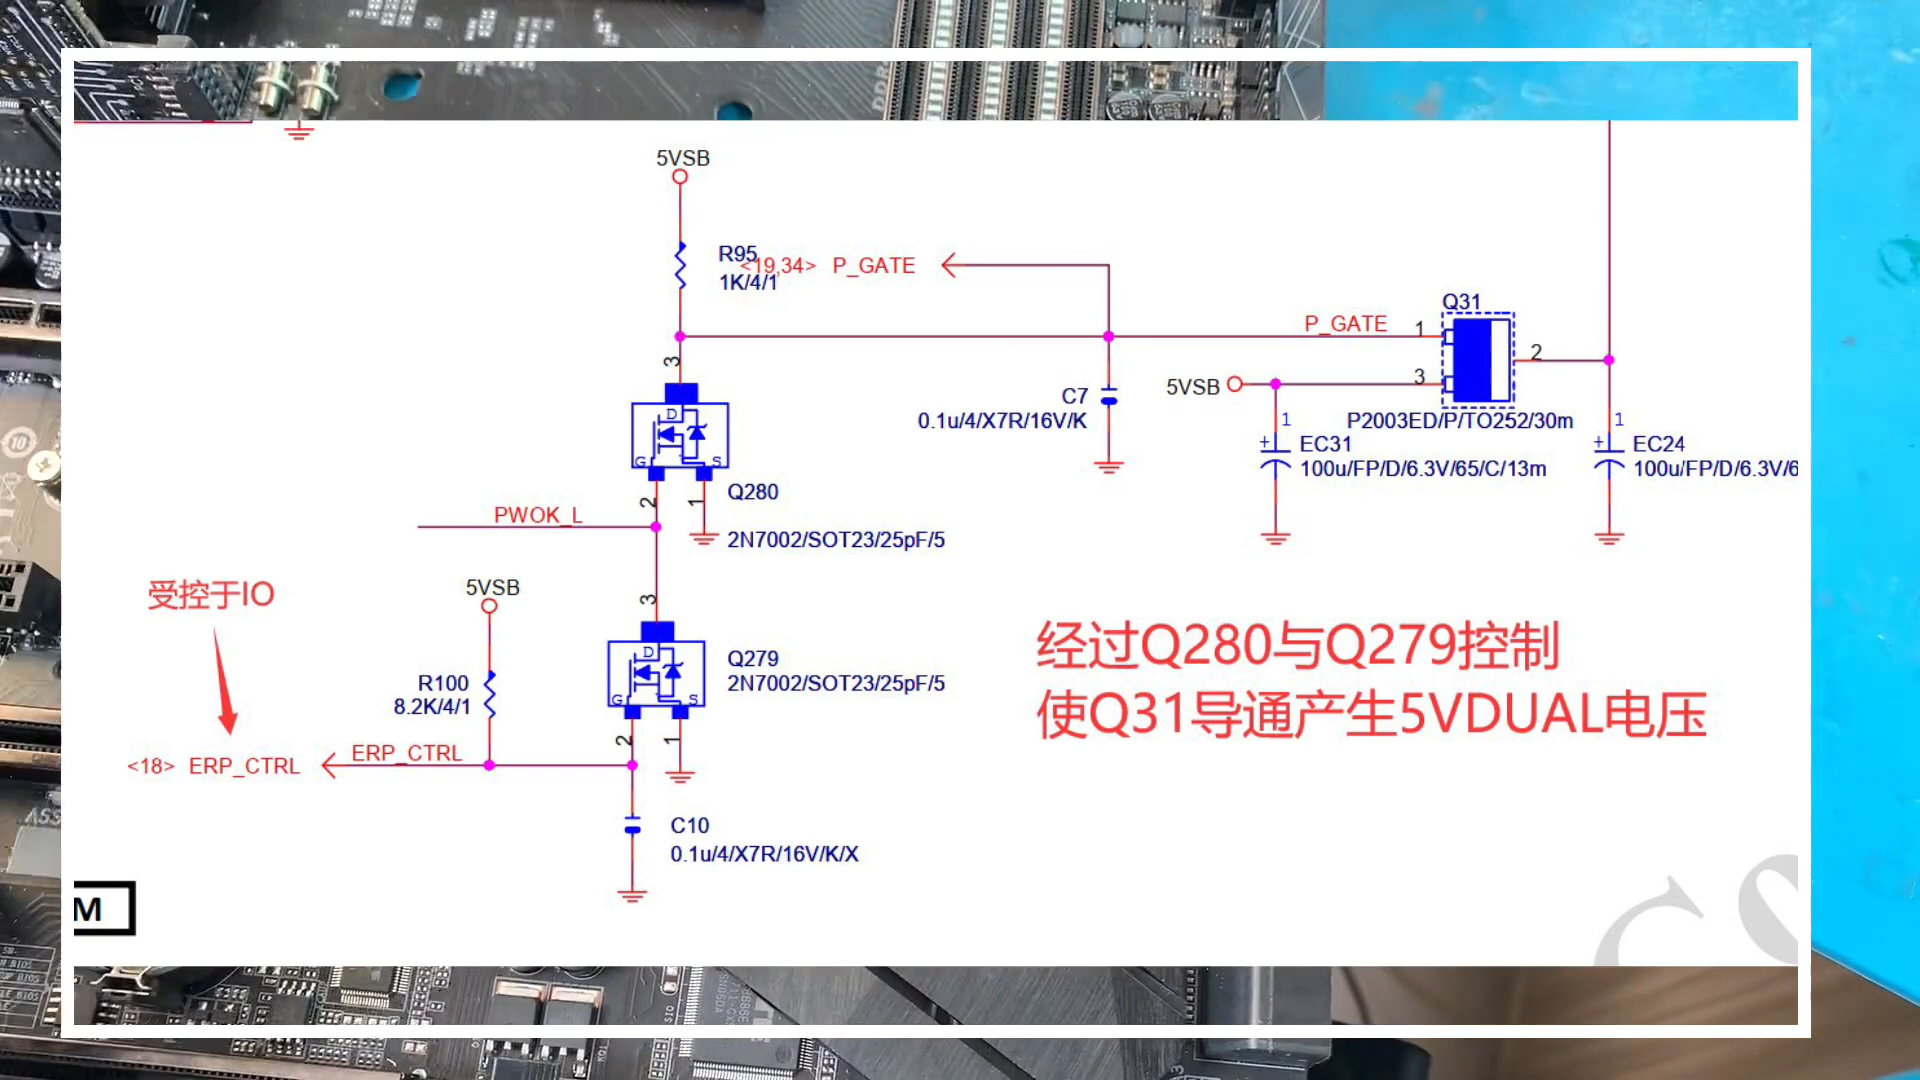 5VSB
R95
1K/4/1
<19,34> P_GATE
Q31
P_GATE
1
2
3
3
5VSB
D
G
S
C7
0.1u/4/X7R/16V/K
P2003ED/P/TO252/30m
1
+
EC31
100u/FP/D/6.3V/65/C/13m
1
+
EC24
100u/FP/D/6.3V/6
2
1
Q280
2N7002/SOT23/25pF/5
PWOK_L
受控于IO
5VSB
3
D
G
S
Q279
2N7002/SOT23/25pF/5
经过Q280与Q279控制
使Q31导通产生5VDUAL电压
R100
8.2K/4/1
2
1
<18> ERP_CTRL
ERP_CTRL
C10
0.1u/4/X7R/16V/K/X
M
10